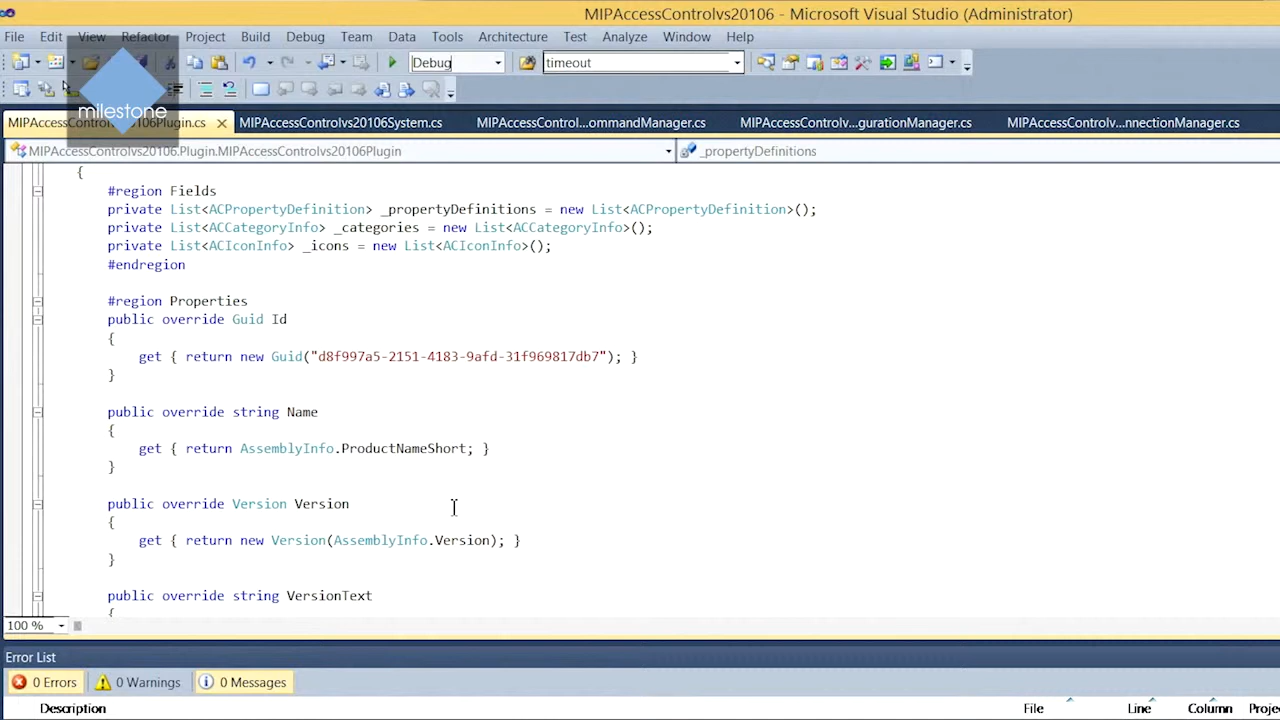 MIPAccessControlvs20106 - Microsoft Visual Studio (Administrator)
File Edit View Refactor Project Build Debug Team Data Tools Architecture Test Analyze Window Help
Debug timeout
milestone
MIPAccessControlvs20106Plugin.cs MIPAccessControlvs20106System.cs MIPAccessControl...ommandManager.cs MIPAccessControlv...gurationManager.cs MIPAccessControlv...nnectionManager.cs
MIPAccessControlvs20106.Plugin.MIPAccessControlvs20106Plugin _propertyDefinitions
{
#region Fields
private List<ACPropertyDefinition> _propertyDefinitions = new List<ACPropertyDefinition>();
private List<ACCategoryInfo> _categories = new List<ACCategoryInfo>();
private List<ACIconInfo> _icons = new List<ACIconInfo>();
#endregion
#region Properties
public override Guid Id
{
get { return new Guid("d8f997a5-2151-4183-9afd-31f969817db7"); }
}
public override string Name
{
get { return AssemblyInfo.ProductNameShort; }
}
public override Version Version
{
get { return new Version(AssemblyInfo.Version); }
}
public override string VersionText
{
100 %
Error List
0 Errors 0 Warnings 0 Messages
Description File Line Column Projec